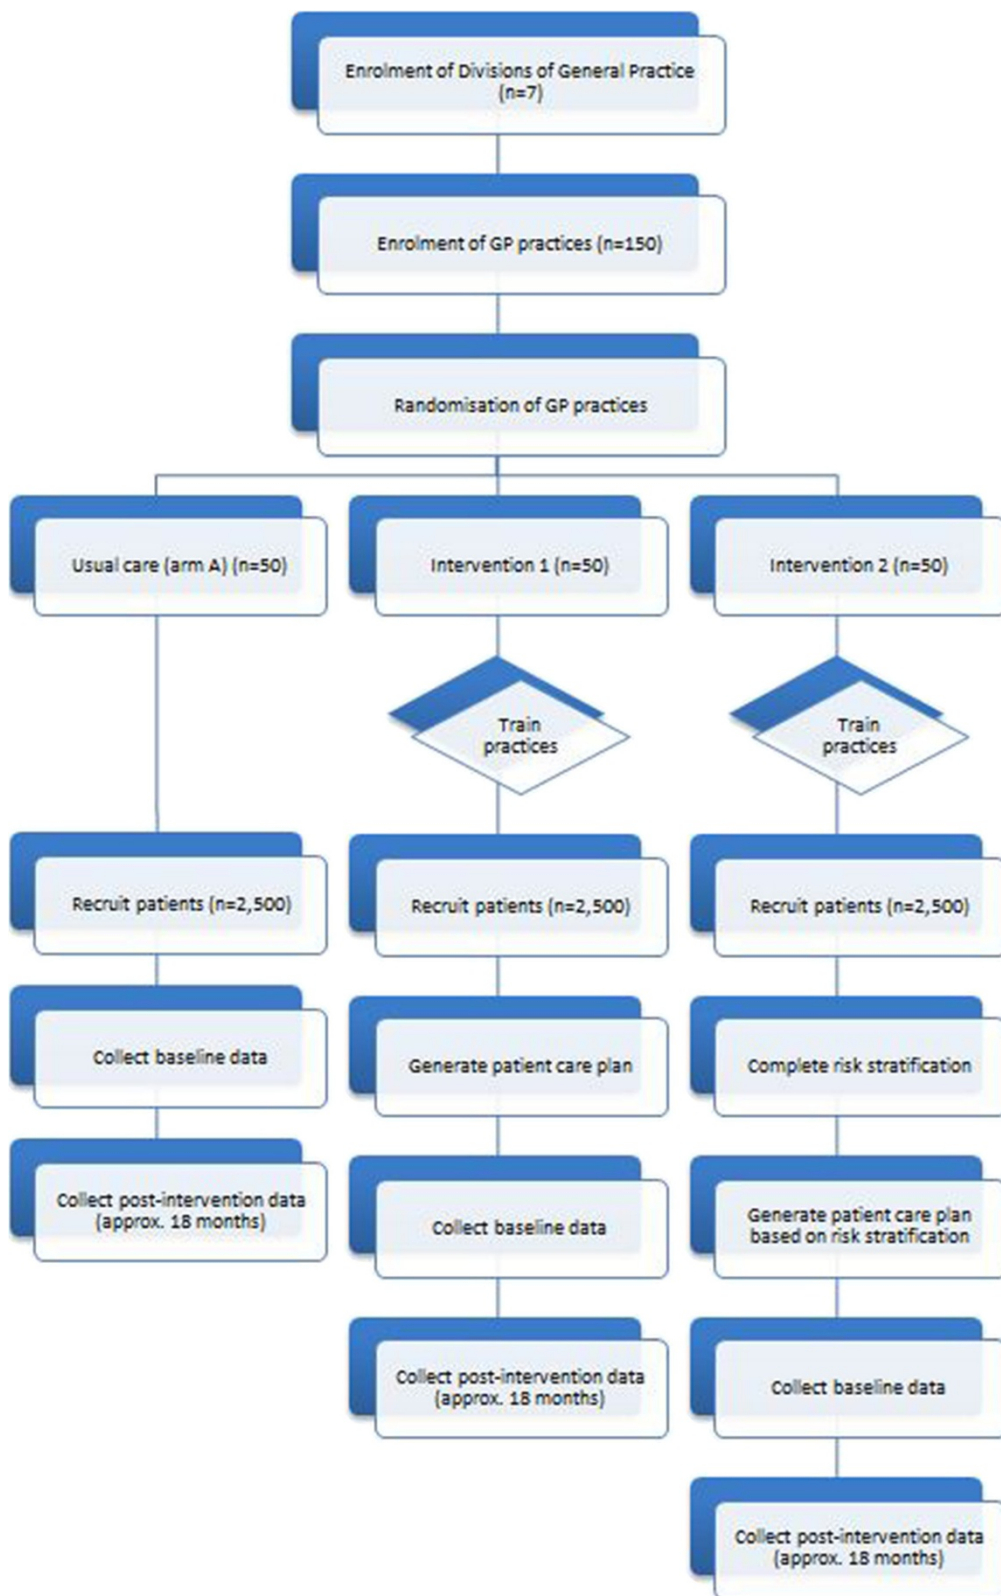 Enrolment of Divisions of General Practice
(n=7)
Enrolment of GP practices (n=150)
Randomisation of GP practices
Usual care (arm A) (n=50)
Intervention 1 (n=50)
Intervention 2 (n=50)
Train
practices
Train
practices
Recruit patients (n=2,500)
Recruit patients (n=2,500)
Recruit patients (n=2,500)
Collect baseline data
Generate patient care plan
Complete risk stratification
Collect post-intervention data
(approx. 18 months)
Collect baseline data
Generate patient care plan
based on risk stratification
Collect post-intervention data
(approx. 18 months)
Collect baseline data
Collect post-intervention data
(approx. 18 months)